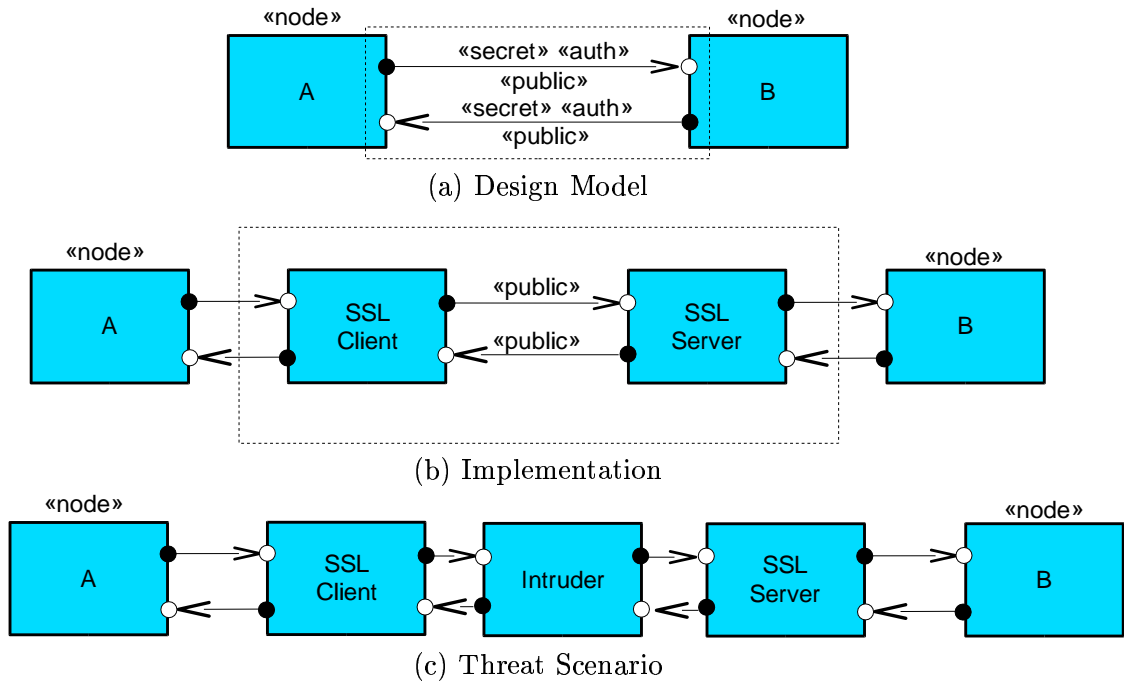 «node»
«node»
A
«secret» «auth»
«public»
«secret» «auth»
«public»
B
(a) Design Model
«node»
«node»
A
SSL
Client
«public»
«public»
SSL
Server
B
(b) Implementation
«node»
«node»
A
SSL
Client
Intruder
SSL
Server
B
(c) Threat Scenario